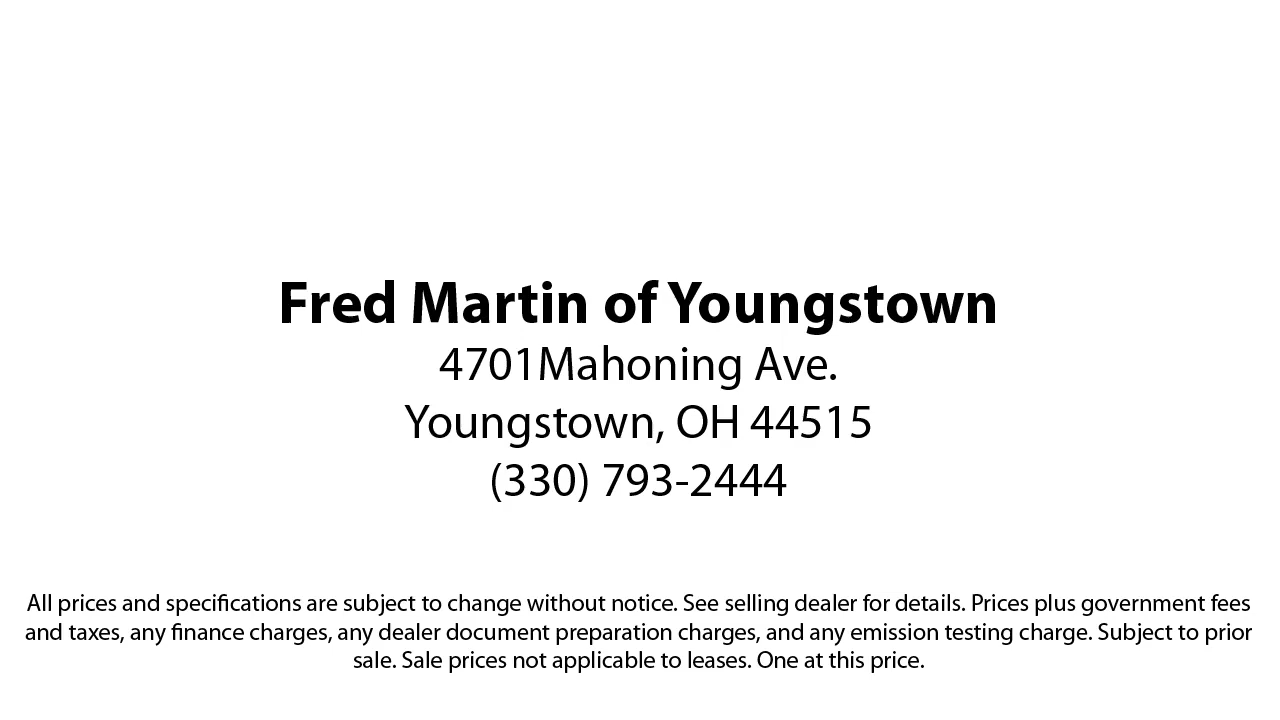 Fred Martin of Youngstown
4701Mahoning Ave.
Youngstown, OH 44515
(330) 793-2444
All prices and specifications are subject to change without notice. See selling dealer for details. Prices plus government fees
and taxes, any finance charges, any dealer document preparation charges, and any emission testing charge. Subject to prior
sale. Sale prices not applicable to leases. One at this price.